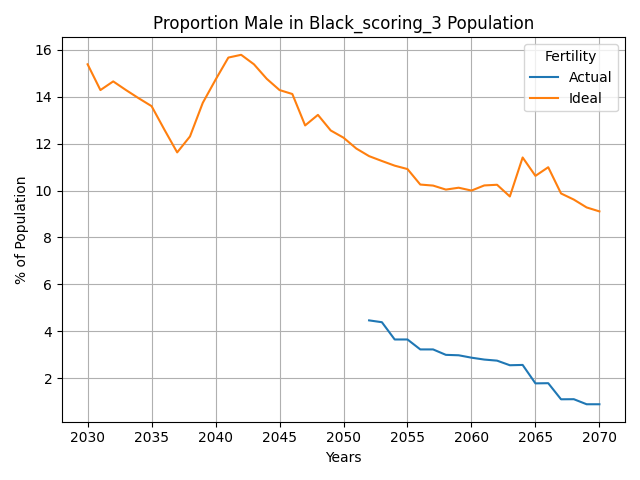 Proportion Male in Black_scoring_3 Population
% of Population
16
14
12
10
8
6
4
2
Fertility
Actual
Ideal
2030 2035 2040 2045 2050 2055 2060 2065 2070
Years